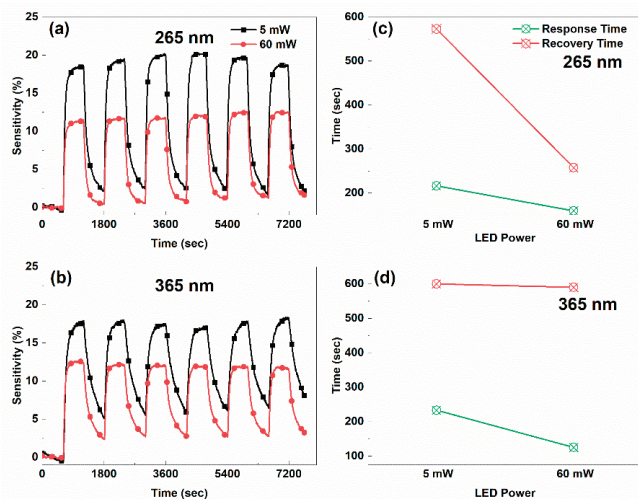 (a)
265 nm
5 mW
60 mW
Sensitivity (%)
25
20
15
10
5
0
0 1800 3600 5400 7200
Time (sec)
(c)
Response Time
Recovery Time
265 nm
Time (sec)
600
500
400
300
200
5 mW 60 mW
LED Power
(b)
365 nm
Sensitivity (%)
25
20
15
10
5
0
0 1800 3600 5400 7200
Time (sec)
(d)
365 nm
Time (sec)
600
500
400
300
200
100
5 mW 60 mW
LED Power